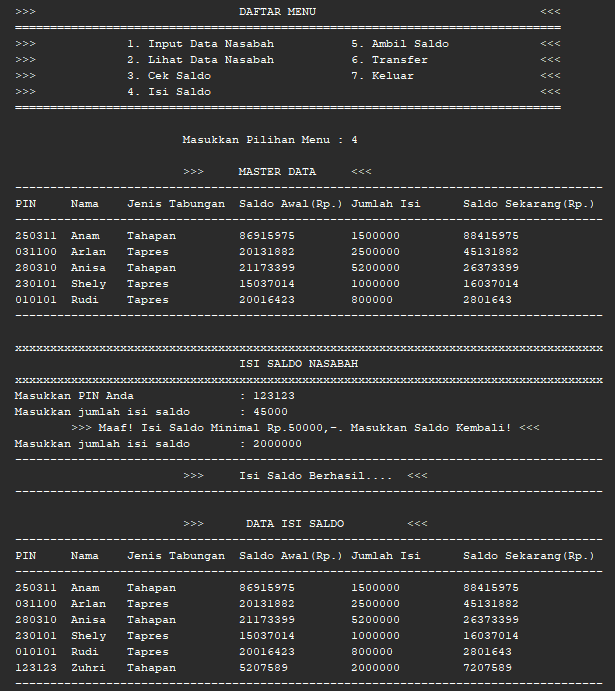 >>> DAFTAR MENU <<<
==============================================================================
>>> 1. Input Data Nasabah 5. Ambil Saldo <<<
>>> 2. Lihat Data Nasabah 6. Transfer <<<
>>> 3. Cek Saldo 7. Keluar <<<
>>> 4. Isi Saldo <<<
==============================================================================
Masukkan Pilihan Menu : 4
>>> MASTER DATA <<<
------------------------------------------------------------------------------------
PIN Nama Jenis Tabungan Saldo Awal(Rp.) Jumlah Isi Saldo Sekarang(Rp.)
------------------------------------------------------------------------------------
250311 Anam Tahapan 86915975 1500000 88415975
031100 Arlan Tapres 20131882 2500000 45131882
280310 Anisa Tahapan 21173399 5200000 26373399
230101 Shely Tapres 15037014 1000000 16037014
010101 Rudi Tapres 20016423 800000 2801643
------------------------------------------------------------------------------------
xxxxxxxxxxxxxxxxxxxxxxxxxxxxxxxxxxxxxxxxxxxxxxxxxxxxxxxxxxxxxxxxxxxxxxxxxxxxxxxxxxxx
ISI SALDO NASABAH
xxxxxxxxxxxxxxxxxxxxxxxxxxxxxxxxxxxxxxxxxxxxxxxxxxxxxxxxxxxxxxxxxxxxxxxxxxxxxxxxxxxx
Masukkan PIN Anda : 123123
Masukkan jumlah isi saldo : 45000
>>> Maaf! Isi Saldo Minimal Rp.50000,-. Masukkan Saldo Kembali! <<<
Masukkan jumlah isi saldo : 2000000
------------------------------------------------------------------------------------
>>> Isi Saldo Berhasil.... <<<
------------------------------------------------------------------------------------
>>> DATA ISI SALDO <<<
------------------------------------------------------------------------------------
PIN Nama Jenis Tabungan Saldo Awal(Rp.) Jumlah Isi Saldo Sekarang(Rp.)
------------------------------------------------------------------------------------
250311 Anam Tahapan 86915975 1500000 88415975
031100 Arlan Tapres 20131882 2500000 45131882
280310 Anisa Tahapan 21173399 5200000 26373399
230101 Shely Tapres 15037014 1000000 16037014
010101 Rudi Tapres 20016423 800000 2801643
123123 Zuhri Tahapan 5207589 2000000 7207589
------------------------------------------------------------------------------------